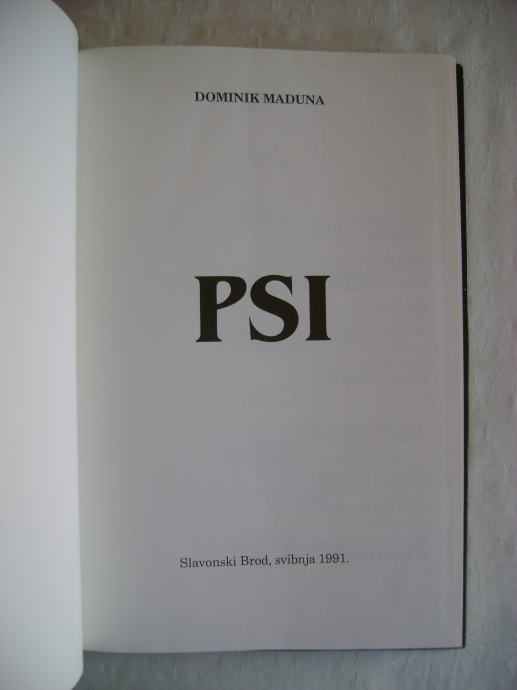 DOMINIK MADUNA
PSI
Slavonski Brod, svibnja 1991.